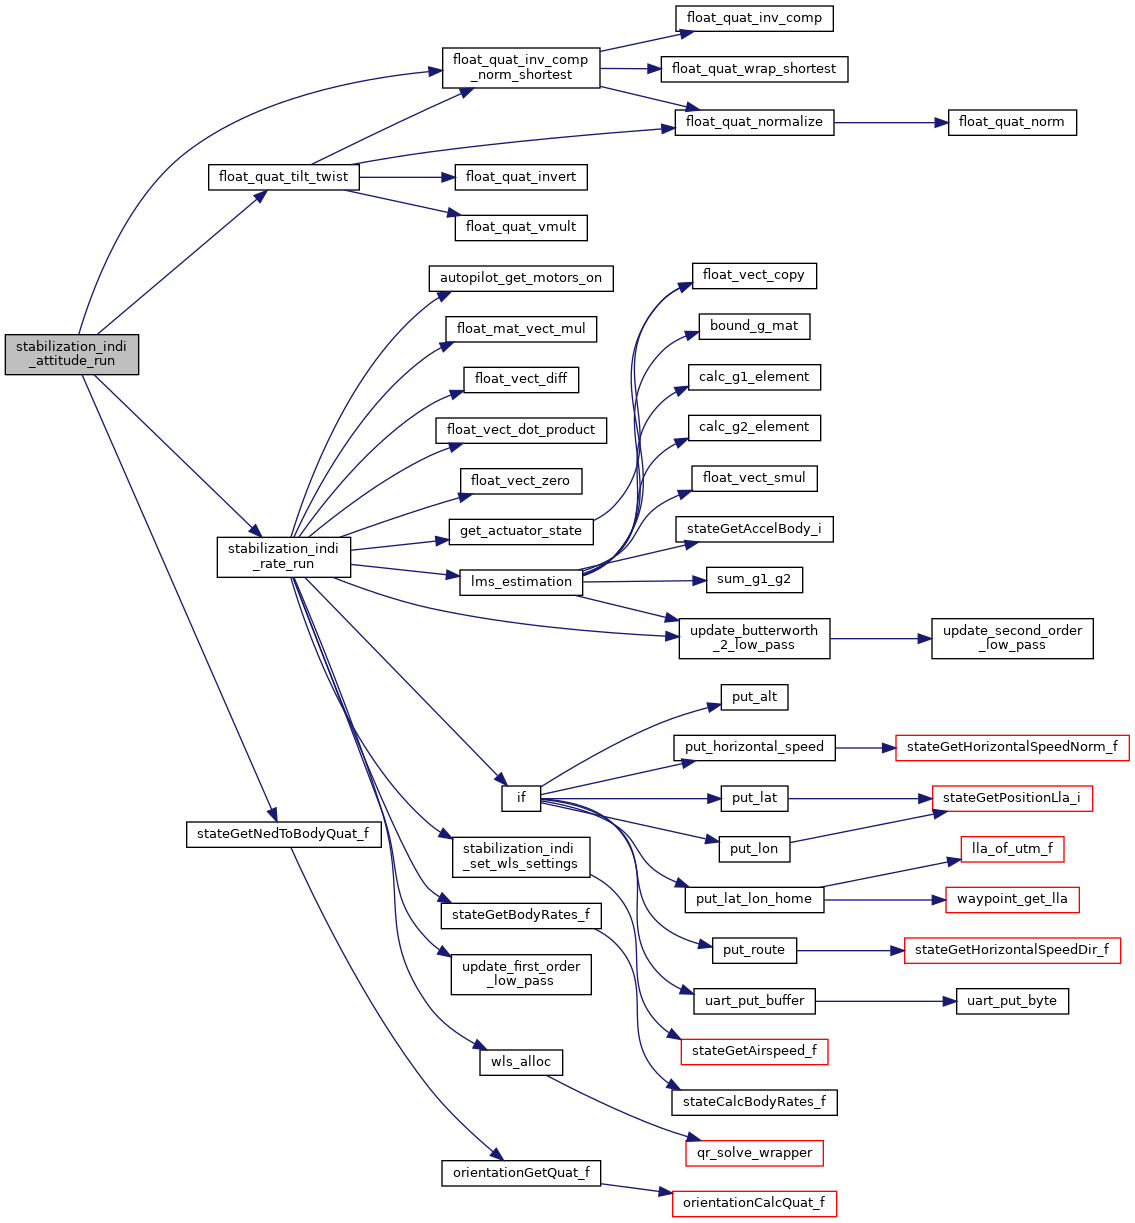 float_quat_inv_comp
float_quat_inv_comp
_norm_shortest
float_quat_wrap_shortest
float_quat_normalize
float_quat_norm
float_quat_tilt_twist
float_quat_invert
float_quat_vmult
autopilot_get_motors_on
float_vect_copy
float_mat_vect_mul
bound_g_mat
stabilization_indi
_attitude_run
float_vect_diff
calc_g1_element
float_vect_dot_product
calc_g2_element
float_vect_zero
float_vect_smul
get_actuator_state
stateGetAccelBody_i
stabilization_indi
_rate_run
lms_estimation
sum_g1_g2
update_butterworth
_2_low_pass
update_second_order
_low_pass
put_alt
put_horizontal_speed
stateGetHorizontalSpeedNorm_f
if
put_lat
stateGetPositionLla_i
stateGetNedToBodyQuat_f
put_lon
lla_of_utm_f
stabilization_indi
_set_wls_settings
put_lat_lon_home
waypoint_get_lla
stateGetBodyRates_f
put_route
stateGetHorizontalSpeedDir_f
update_first_order
_low_pass
uart_put_buffer
uart_put_byte
wls_alloc
stateGetAirspeed_f
stateCalcBodyRates_f
qr_solve_wrapper
orientationGetQuat_f
orientationCalcQuat_f